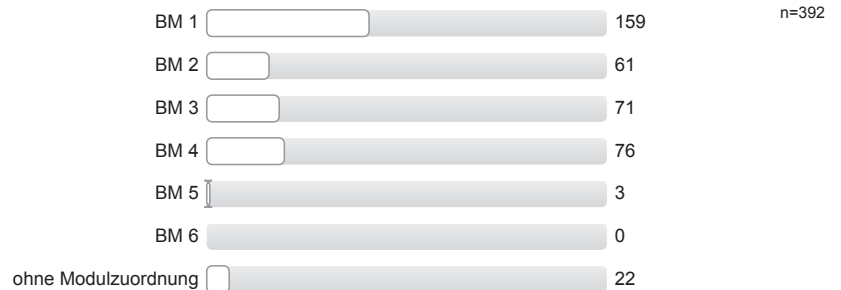 BM 1 159 n=392
BM 2 61
BM 3 71
BM 4 76
BM 5 3
BM 6 0
ohne Modulzuordnung 22